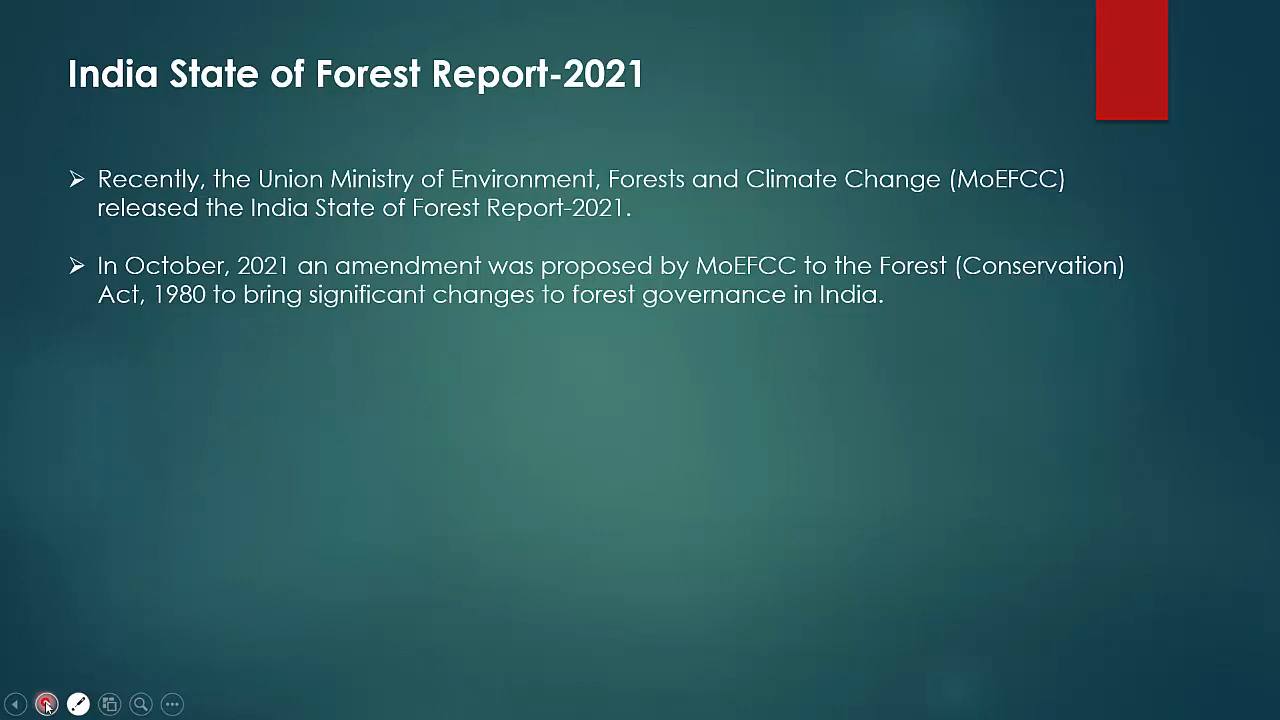 India State of Forest Report-2021
Recently, the Union Ministry of Environment, Forests and Climate Change (MoEFCC)
released the India State of Forest Report-2021.
In October, 2021 an amendment was proposed by MoEFCC to the Forest (Conservation)
Act, 1980 to bring significant changes to forest governance in India.